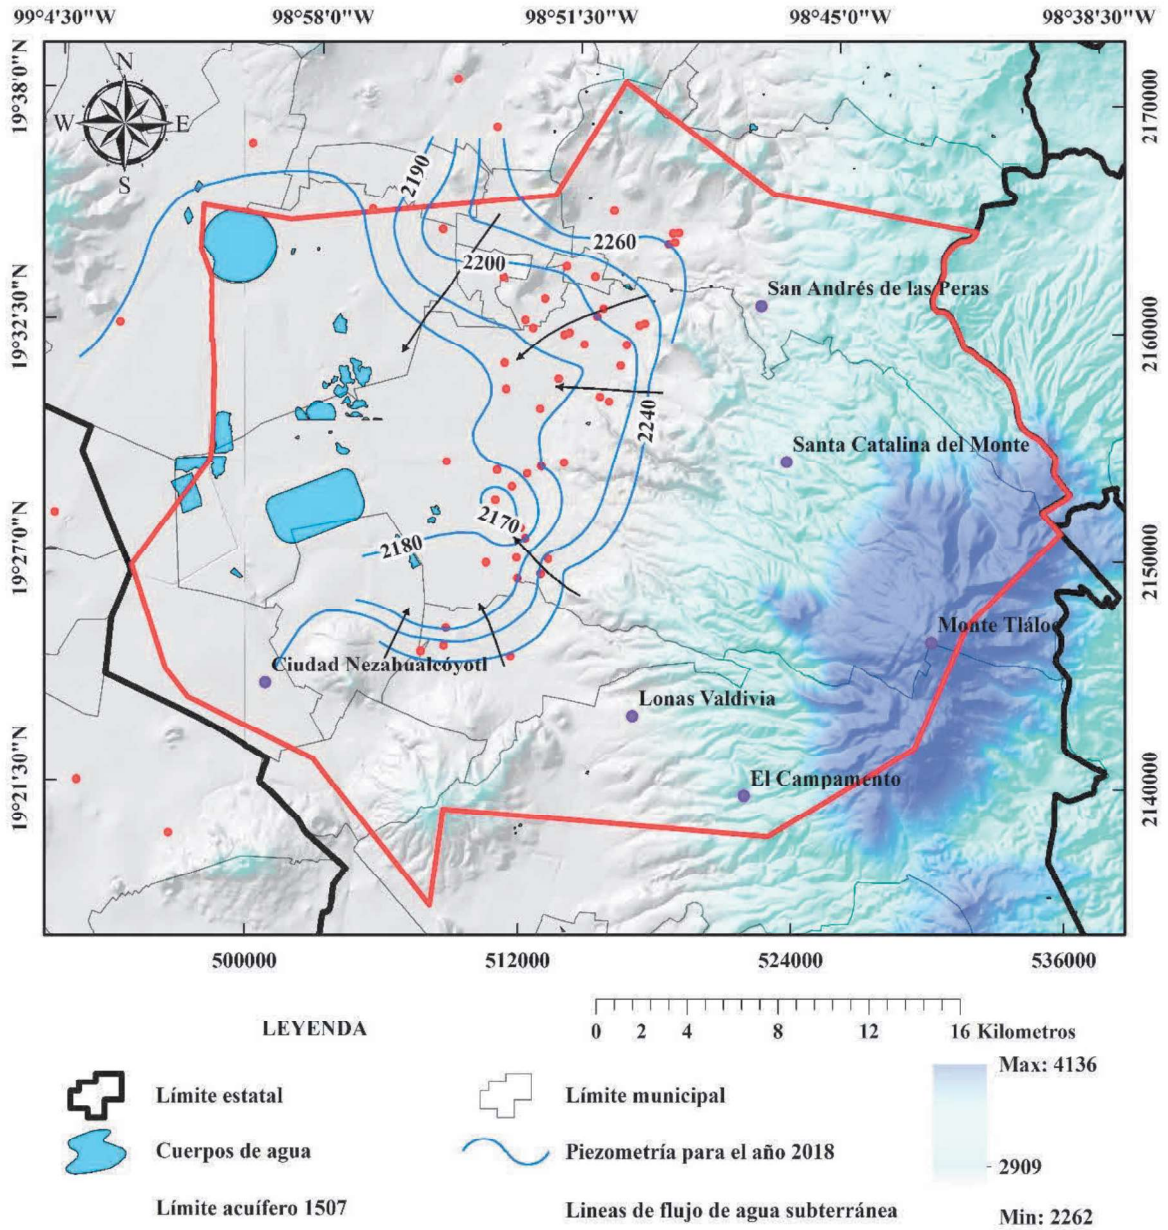 99°4'30"W 98°58'0"W 98°51'30"W 98°45'0"W 98°38'30"W
19°38'0"N
19°32'30"N
19°27'0"N
19°21'30"N
N
W E
S
2170000
2160000
2150000
2140000
2190
2260
2200
2240
2170
2180
San Andrés de las Peras
Santa Catalina del Monte
Monte Tláloc
Ciudad Nezahualcóyotl
Lonas Valdivia
El Campamento
500000 512000 524000 536000
LEYENDA
0 2 4 8 12 16 Kilometros
Límite estatal
Límite municipal
Max: 4136
Cuerpos de agua
Piezometría para el año 2018
2909
Límite acuífero 1507
Lineas de flujo de agua subterránea
Min: 2262